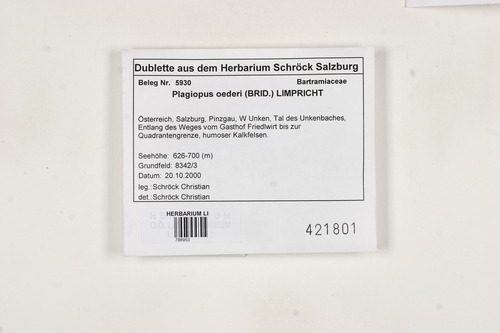 Dublette aus dem Herbarium Schröck Salzburg
Beleg Nr. 5930 Bartramiaceae
Plagiopus oederi (BRID.) LIMPRICHT
Österreich, Salzburg, Pinzgau, W Unken, Tal des Unkenbaches,
Entlang des Weges vom Gasthof Friedlwirt bis zur
Quadrantengrenze, humoser Kalkfelsen.
Seehöhe: 626-700 (m)
Grundfeld: 8342/3
Datum: 20.10.2000
leg.: Schröck Christian
det.: Schröck Christian
HERBARIUM LI
788953
421801